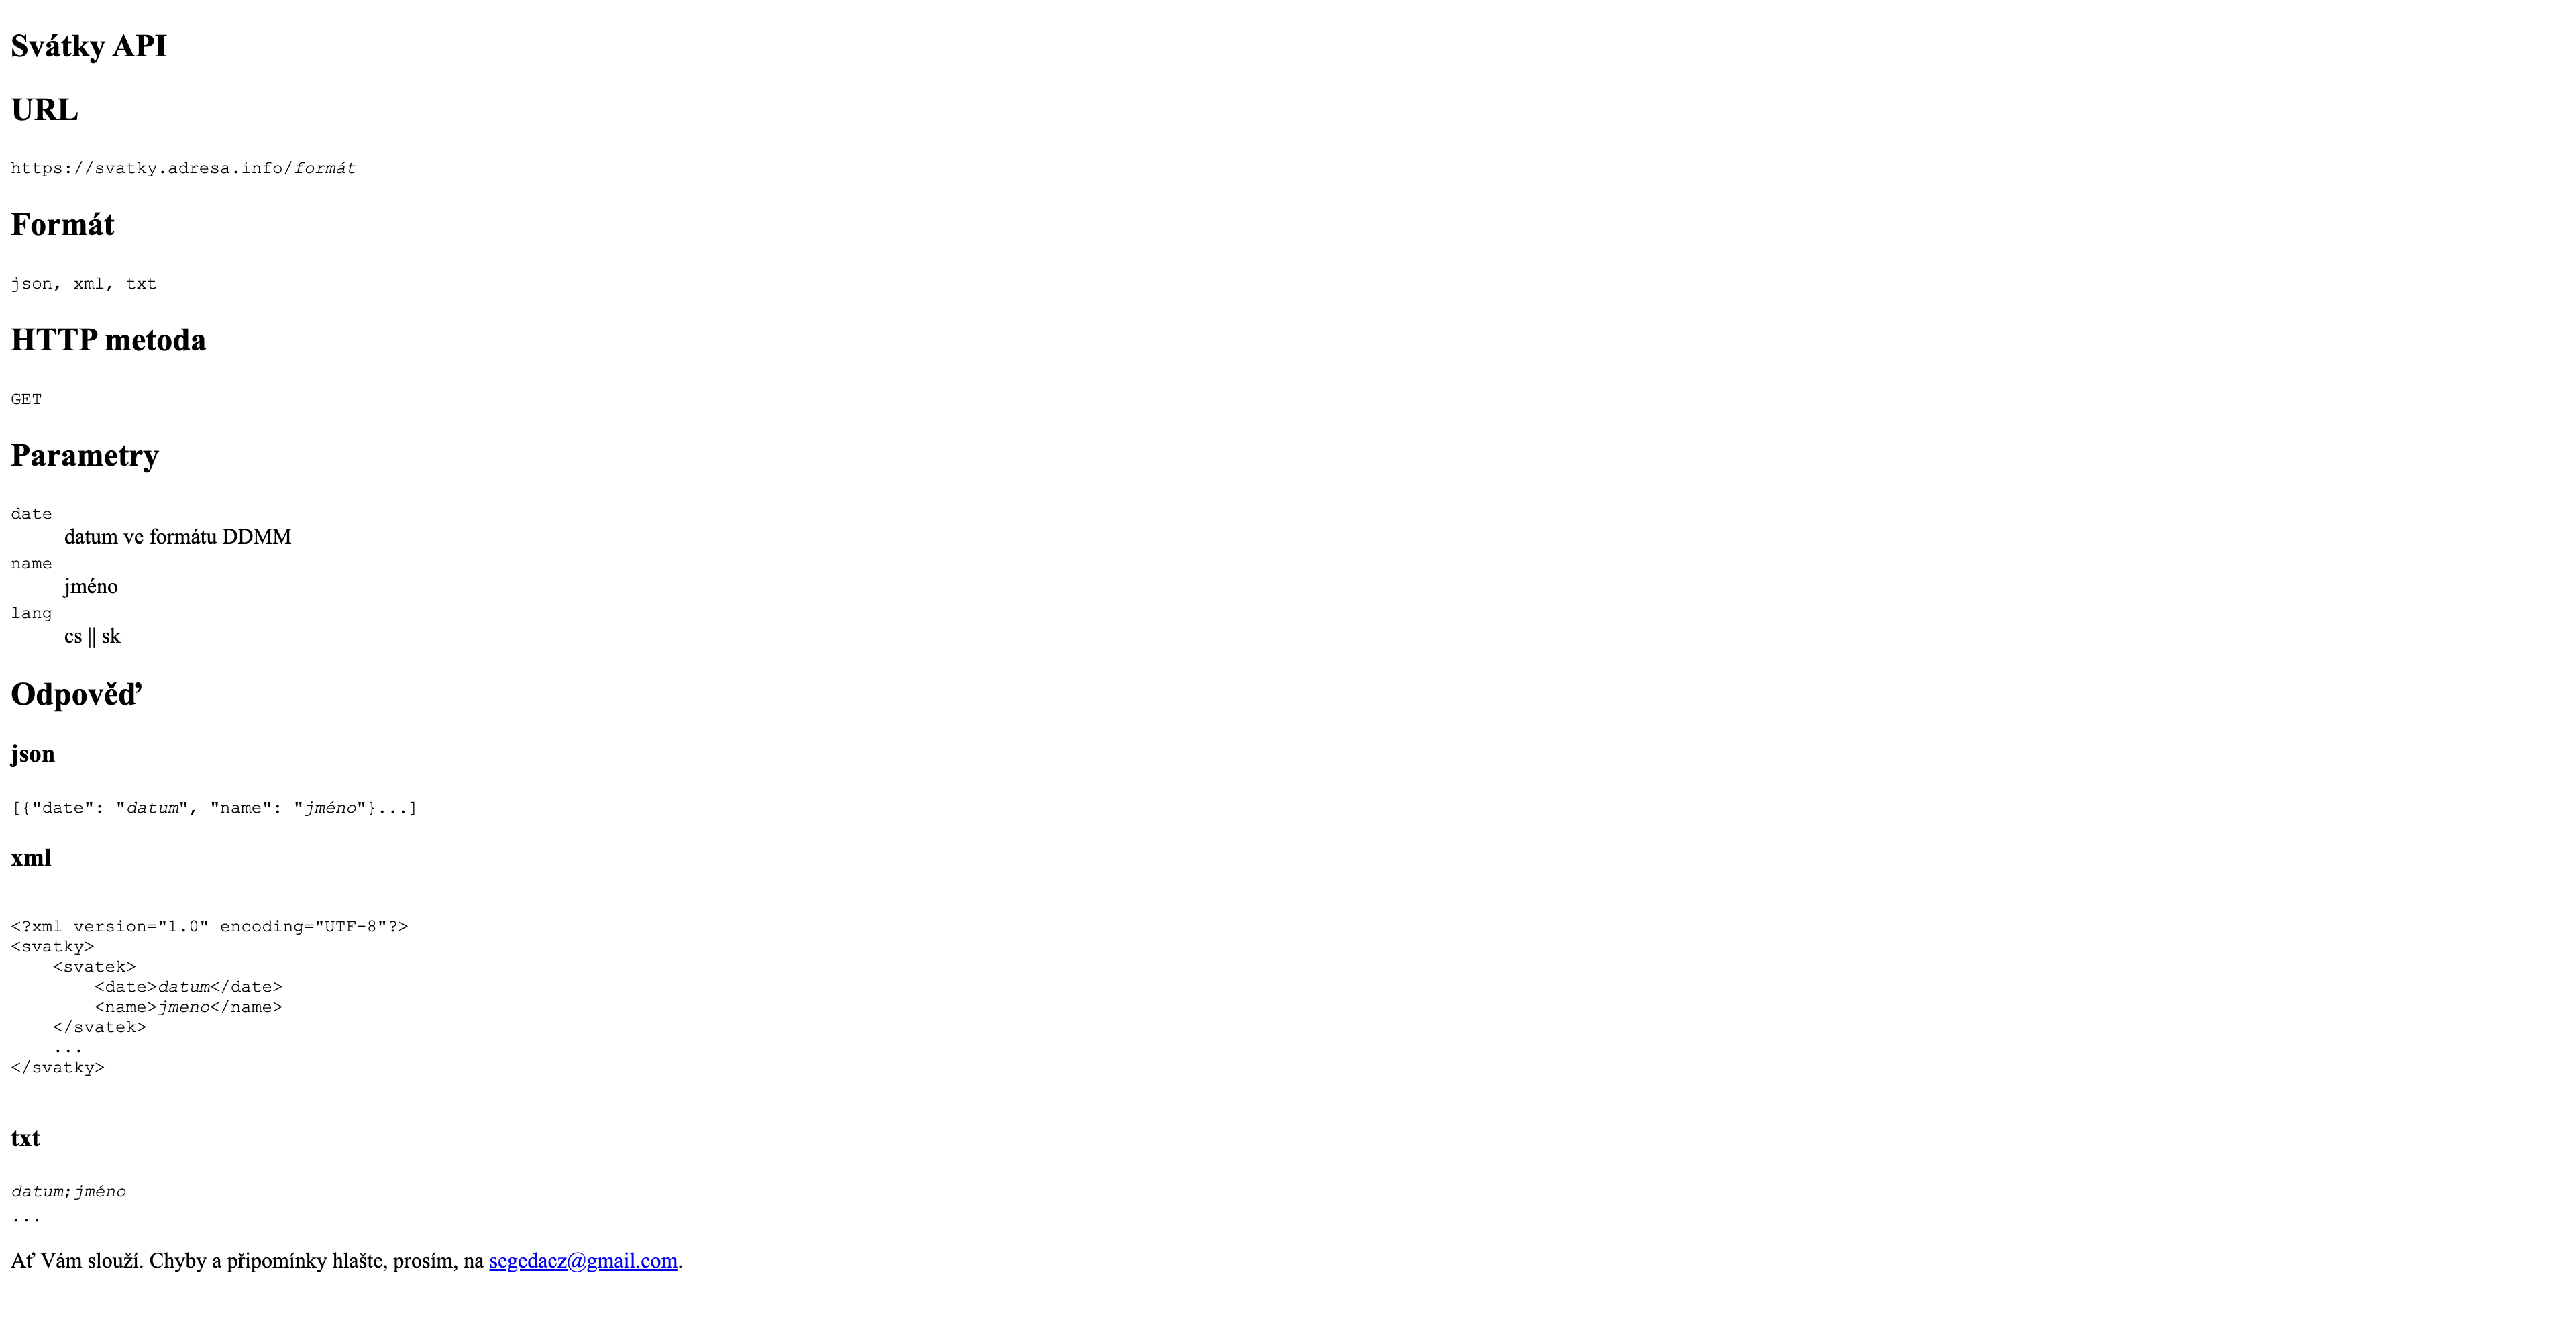 Svátky API
URL
https://svatky.adresa.info/formát
Formát
json, xml, txt
HTTP metoda
GET
Parametry
date
datum ve formátu DDMM
name
jméno
lang
cs || sk
Odpověď
json
[{"date": "datum", "name": "jméno"}...]
xml
<?xml version="1.0" encoding="UTF-8"?>
<svatky>
    <svatek>
        <date>datum</date>
        <name>jmeno</name>
    </svatek>
    ...
</svatky>
txt
datum;jméno
...
Ať Vám slouží. Chyby a připomínky hlašte, prosím, na segedacz@gmail.com.